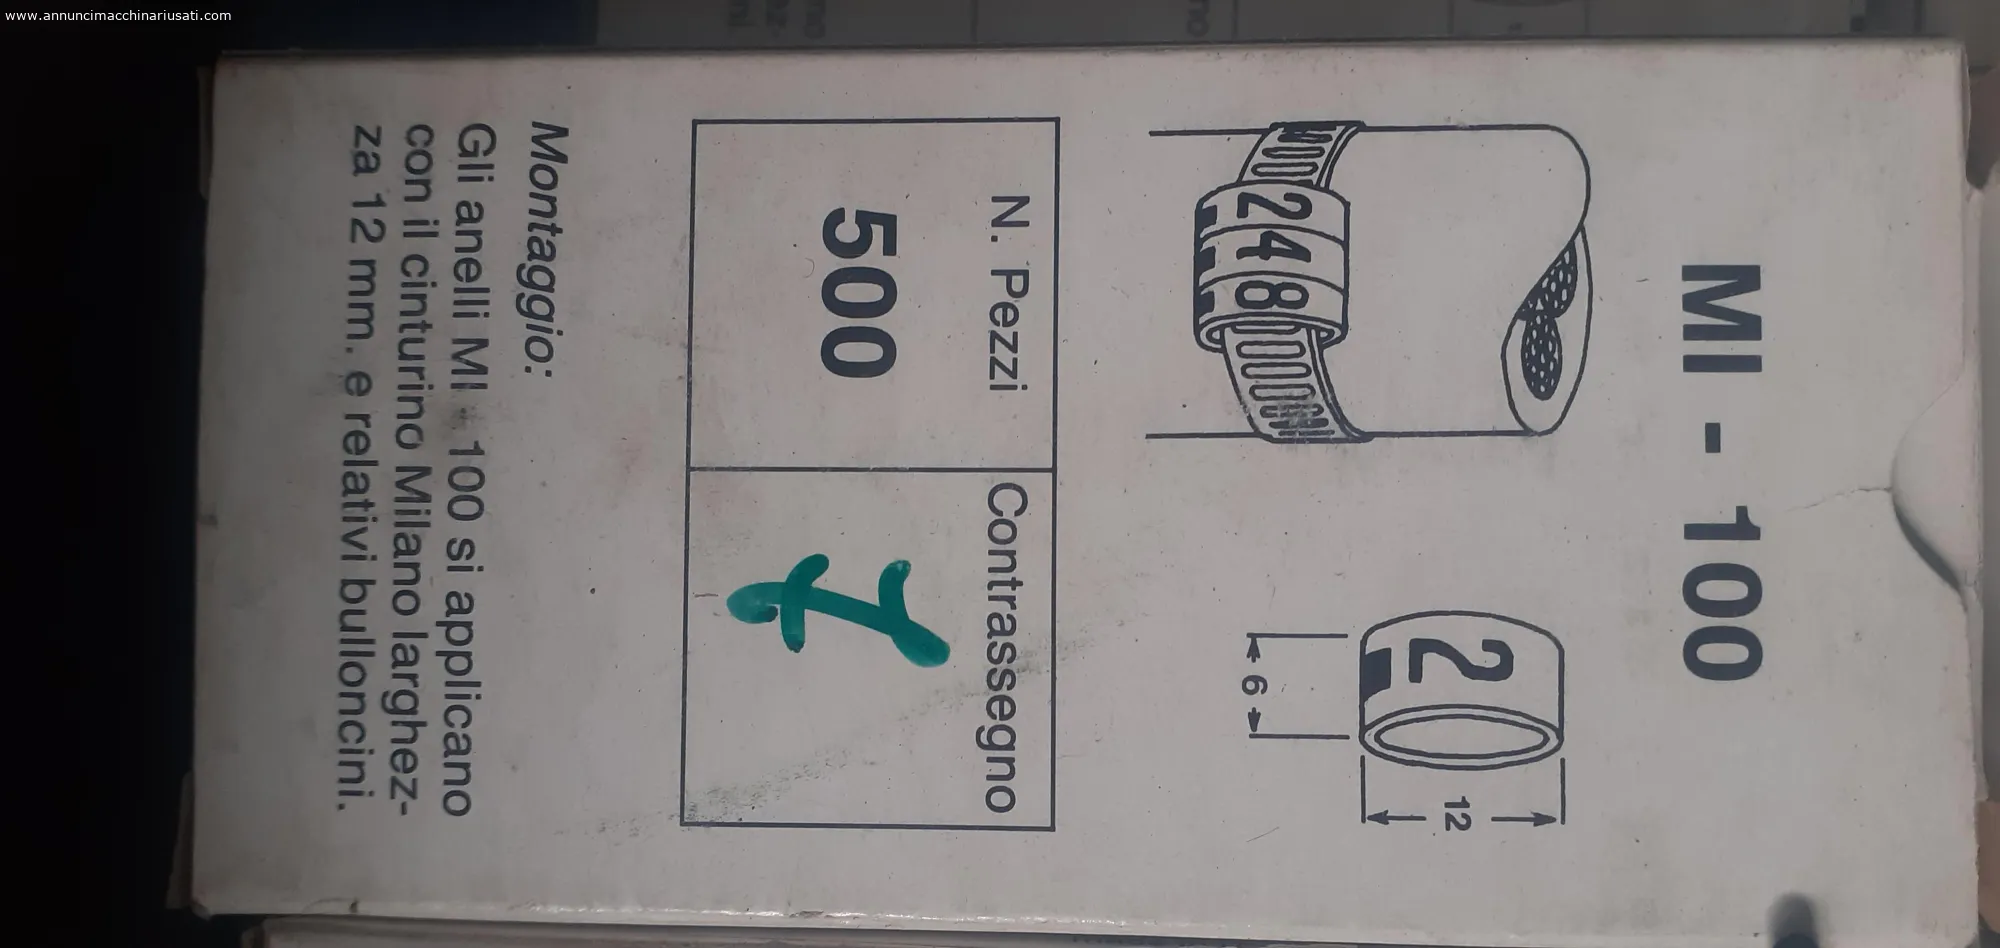 www.annuncimacchinariusati.com
MI - 100
248
2
6
12
N. Pezzi
Contrassegno
500
7
Montaggio:
Gli anelli MI - 100 si applicano
con il cinturino Milano larghez-
za 12 mm. e relativi bulloncini.